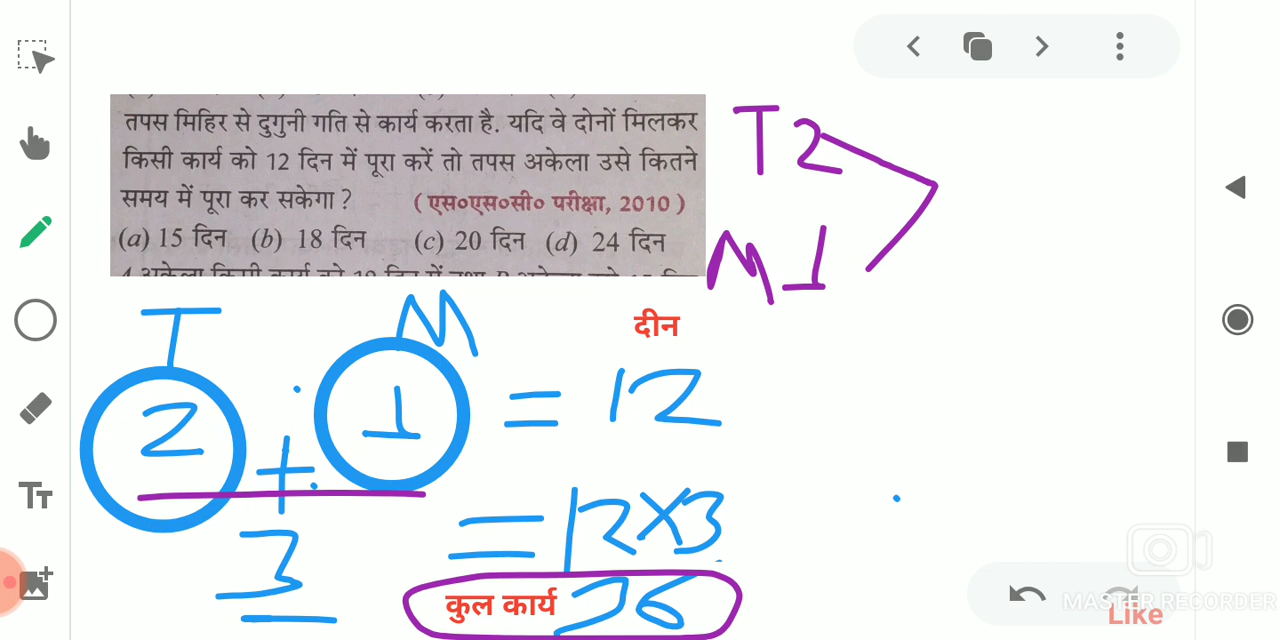 तपस मिहिर से दुगुनी गति से कार्य करता है. यदि वे दोनों मिलकर
किसी कार्य को 12 दिन में पूरा करें तो तपस अकेला उसे कितने
समय में पूरा कर सकेगा ? (एस०एस०सी० परीक्षा, 2010)
(a) 15 दिन (b) 18 दिन (c) 20 दिन (d) 24 दिन
T 2
M 1
T M दीन
2 + 1 = 12
3 = 12×3
कुल कार्य 36
MASTER RECORDER
Like
Tт